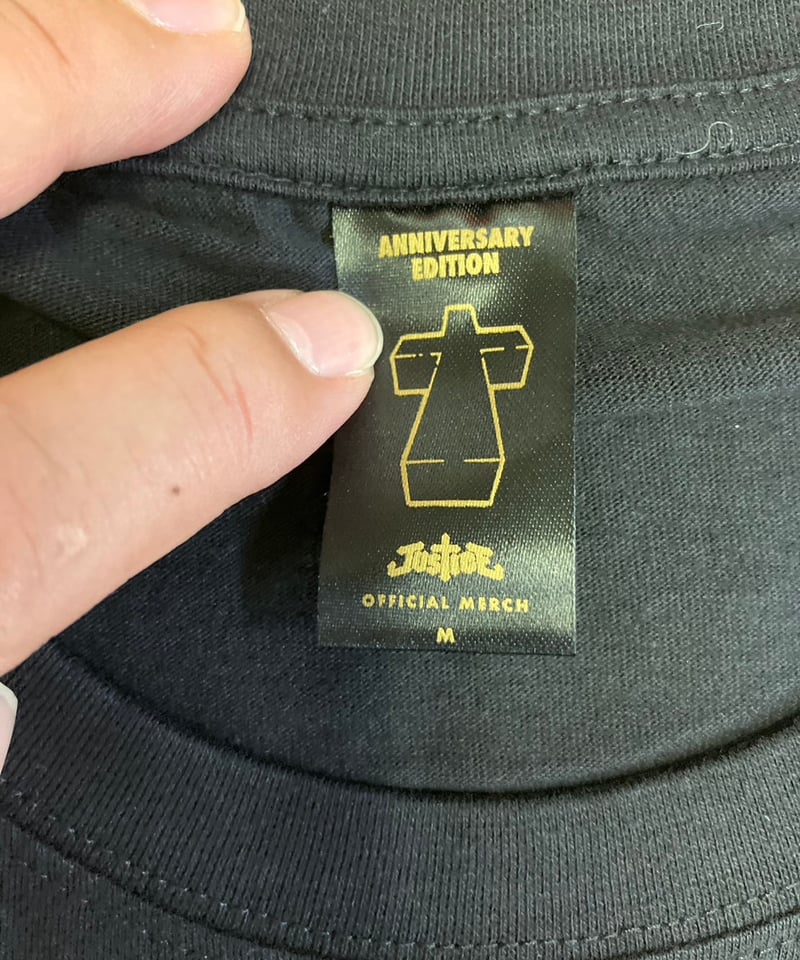 ANNIVERSARY
EDITION
JUSTICE
OFFICIAL MERCH
M